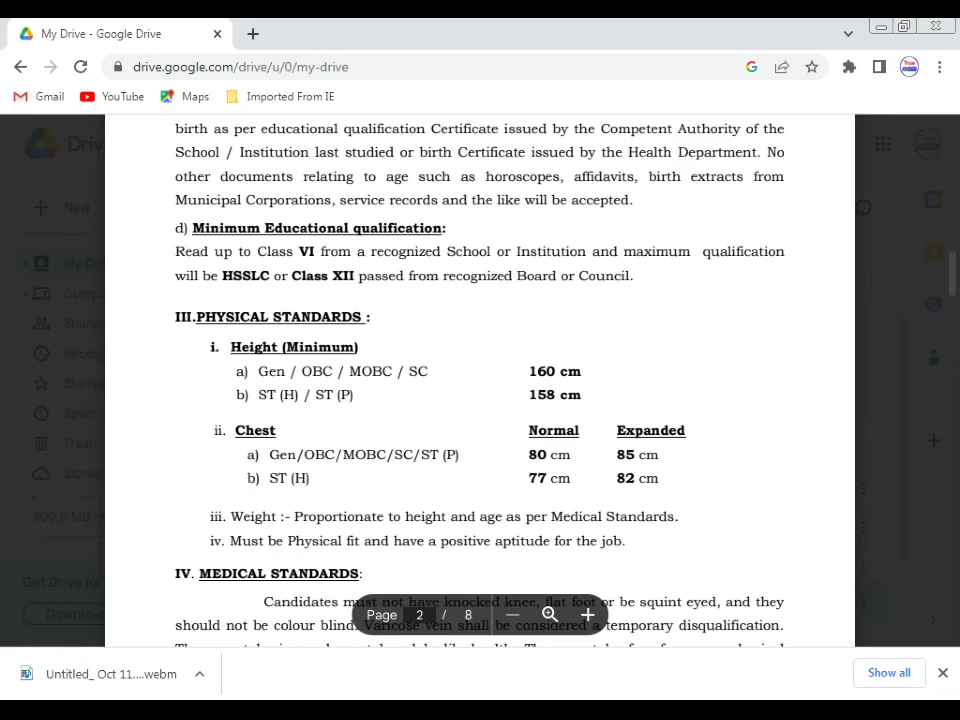 My Drive - Google Drive
drive.google.com/drive/u/0/my-drive
Gmail YouTube Maps Imported From IE
birth as per educational qualification Certificate issued by the Competent Authority of the
School / Institution last studied or birth Certificate issued by the Health Department. No
other documents relating to age such as horoscopes, affidavits, birth extracts from
Municipal Corporations, service records and the like will be accepted.
d) Minimum Educational qualification:
Read up to Class VI from a recognized School or Institution and maximum qualification
will be HSSLC or Class XII passed from recognized Board or Council.
III.PHYSICAL STANDARDS :
i. Height (Minimum)
a) Gen / OBC / MOBC / SC 160 cm
b) ST (H) / ST (P) 158 cm
ii. Chest Normal Expanded
a) Gen/OBC/MOBC/SC/ST (P) 80 cm 85 cm
b) ST (H) 77 cm 82 cm
iii. Weight :- Proportionate to height and age as per Medical Standards.
iv. Must be Physical fit and have a positive aptitude for the job.
IV. MEDICAL STANDARDS:
Candidates must not have knocked knee, flat foot or be squint eyed, and they
should not be colour blind. Varicose vein shall be considered a temporary disqualification.
Page 2 / 8
New
My
Get Drive fo
Untitled_ Oct 11....webm
Show all